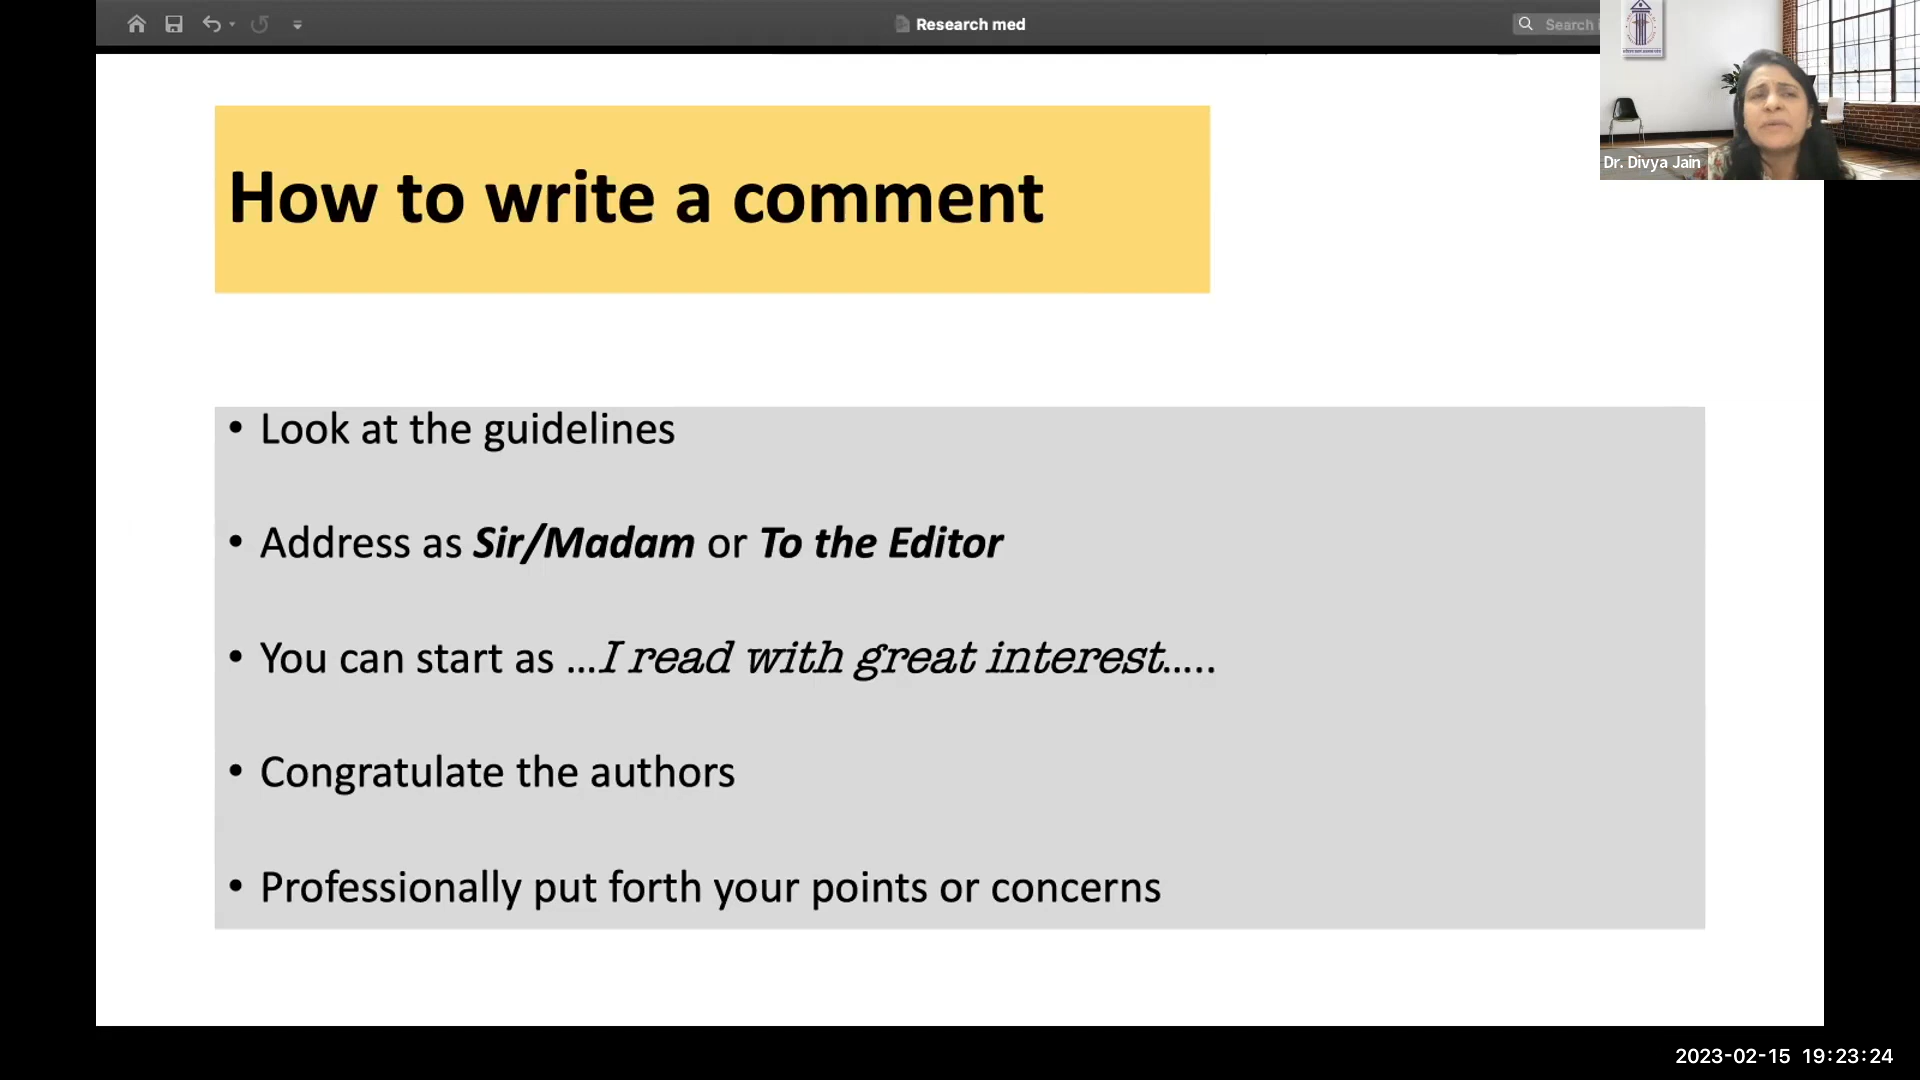 Research med
Search
Dr. Divya Jain
How to write a comment
• Look at the guidelines
• Address as Sir/Madam or To the Editor
• You can start as ...I read with great interest.....
• Congratulate the authors
• Professionally put forth your points or concerns
2023-02-15 19:23:24